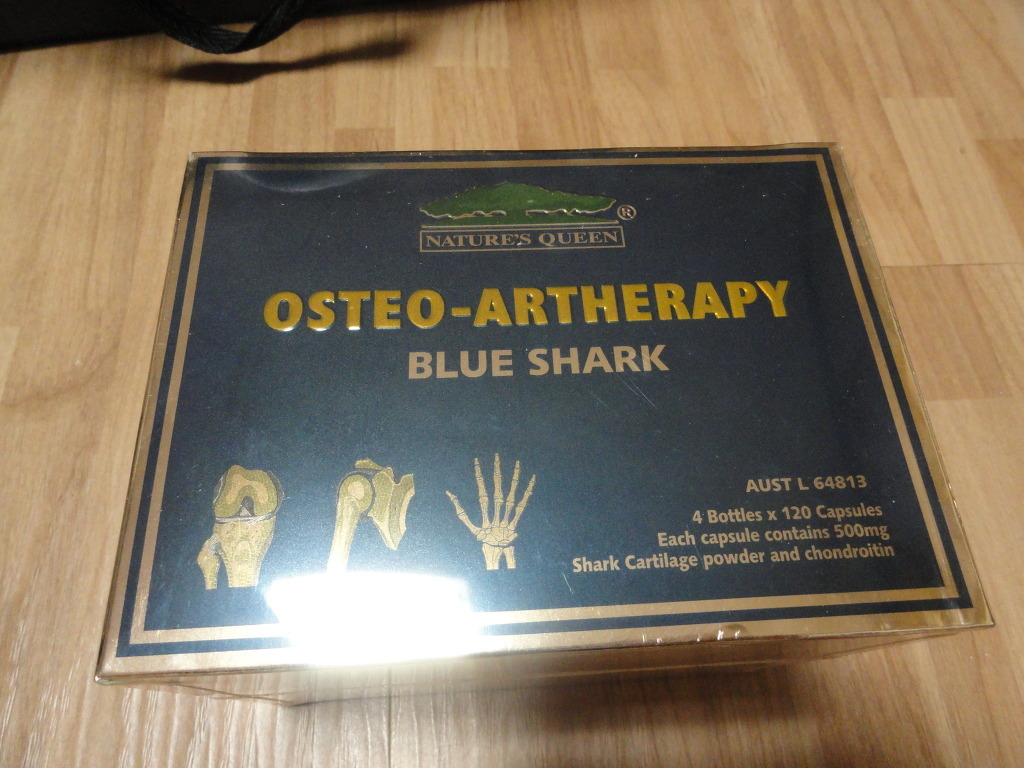 ®
NATURE'S QUEEN
OSTEO-ARTHERAPY
BLUE SHARK
AUST L 64813
4 Bottles x 120 Capsules
Each capsule contains 500mg
Shark Cartilage powder and chondroitin